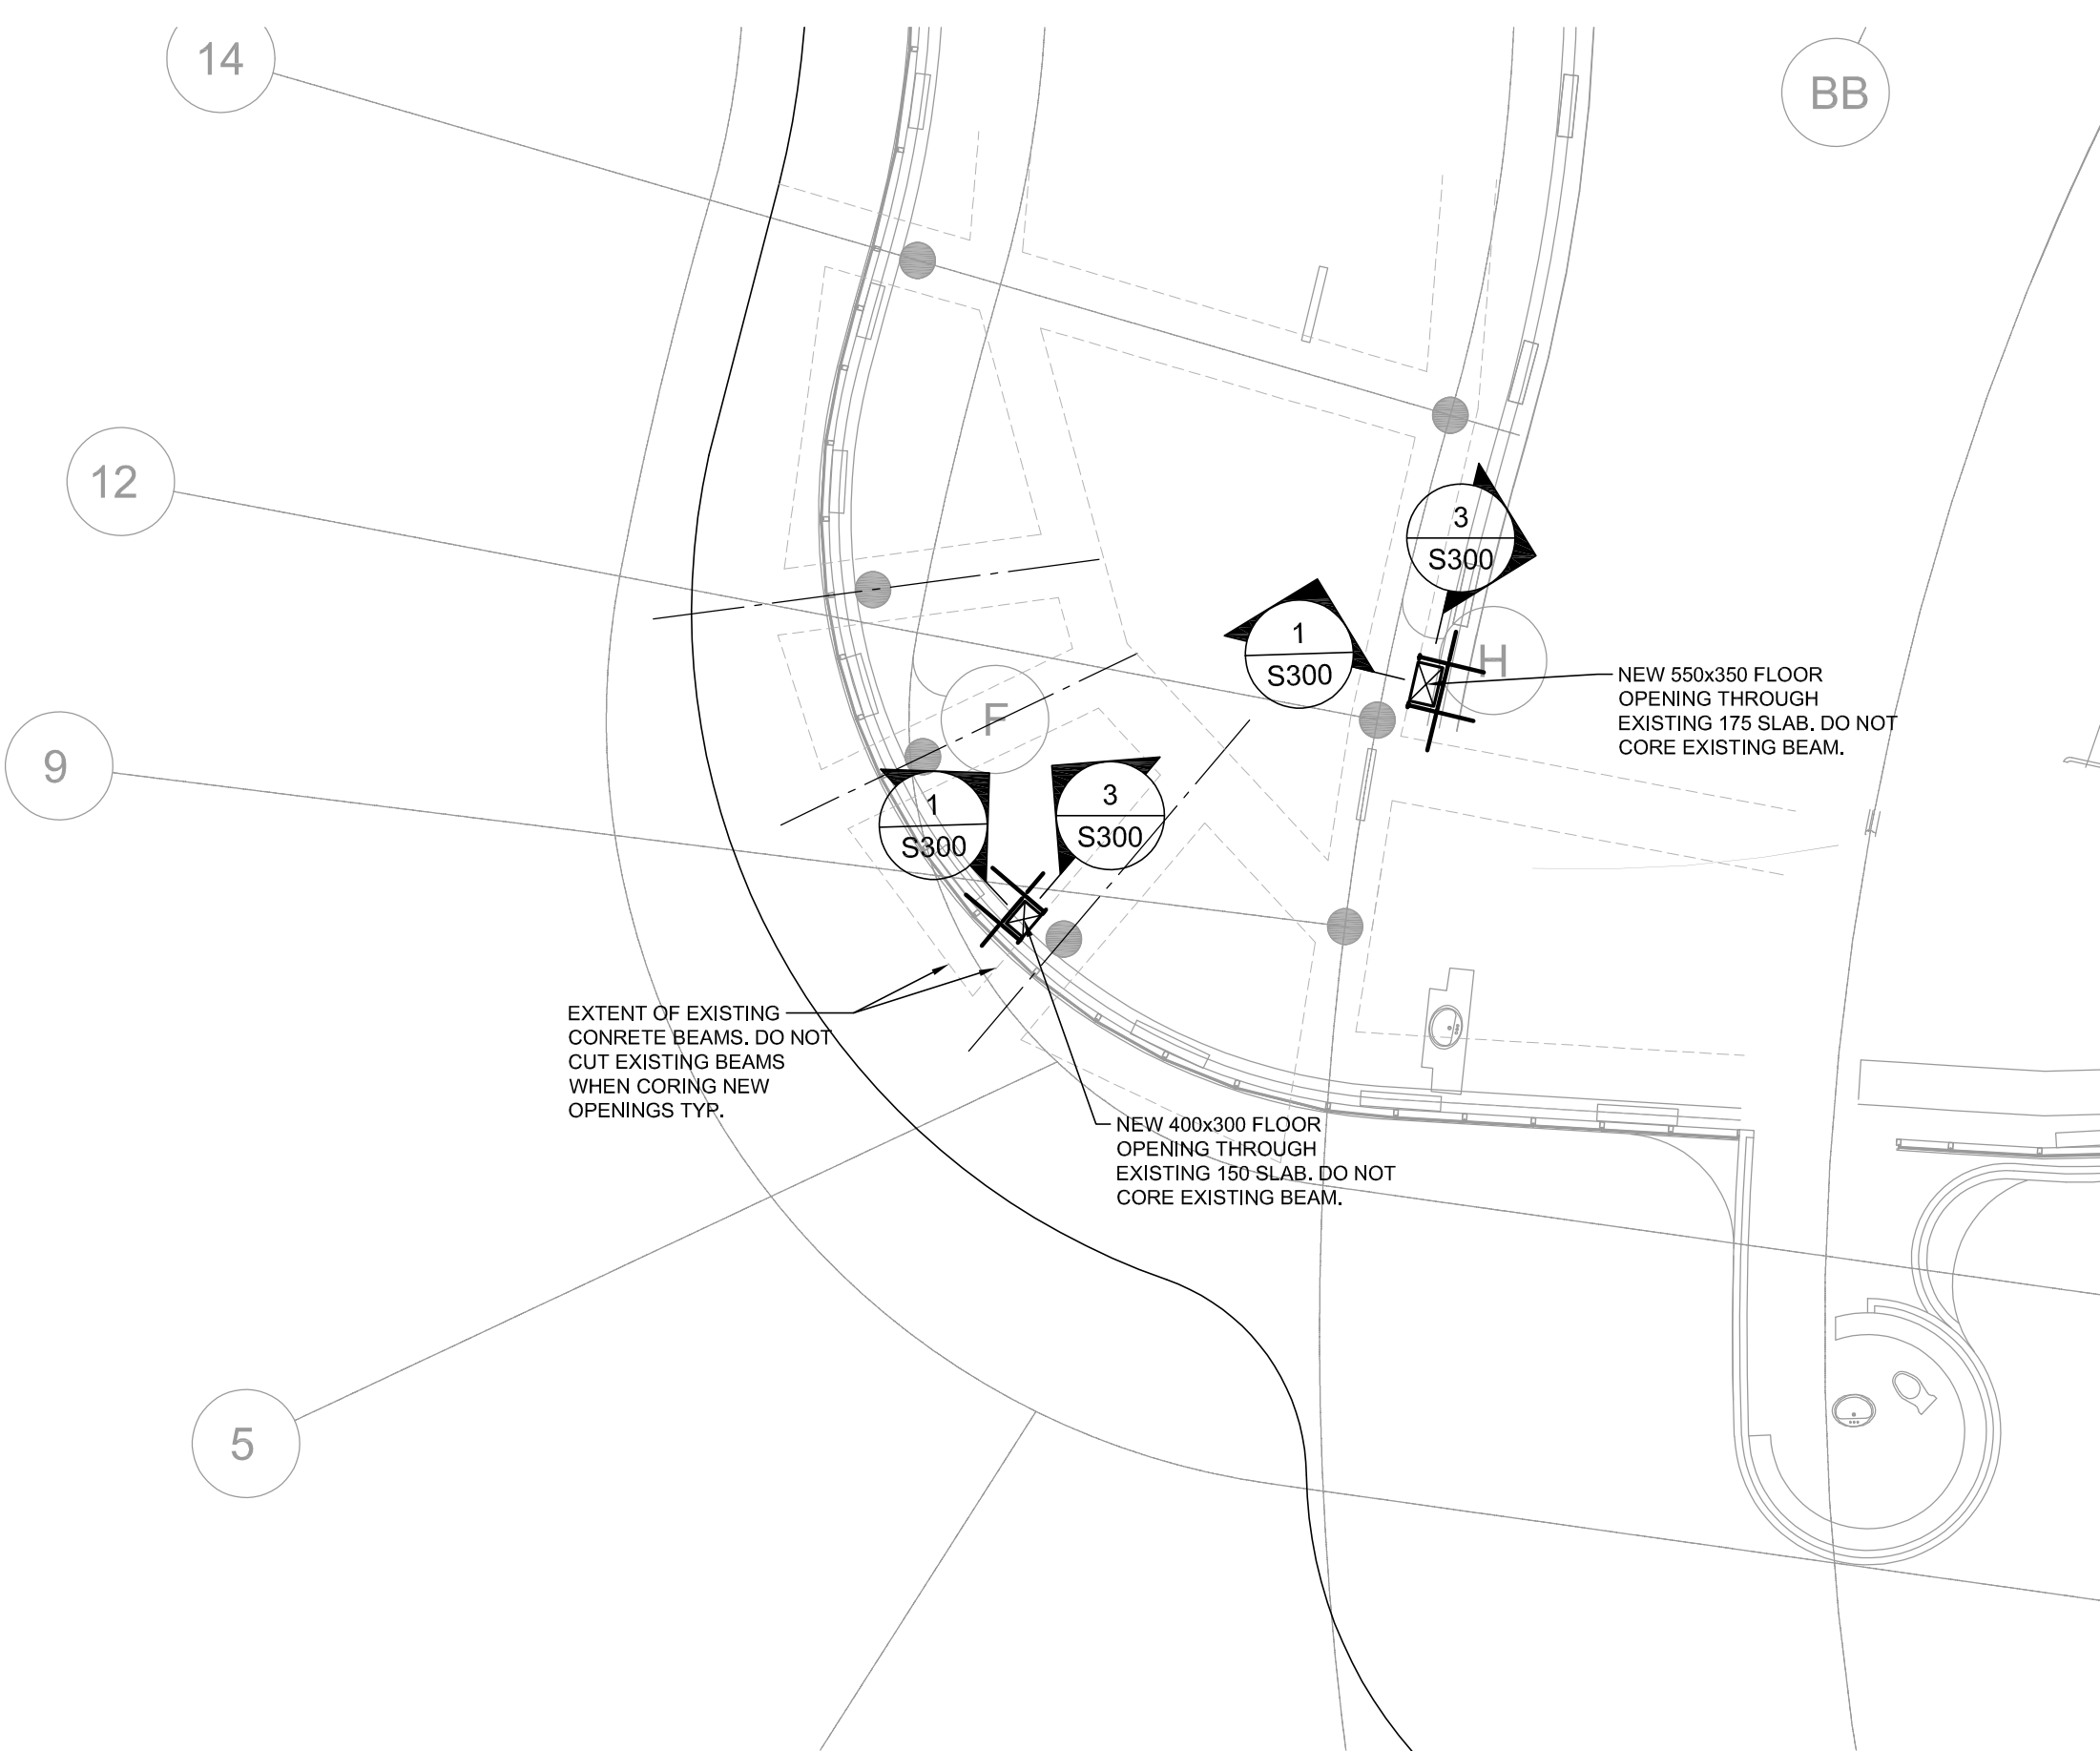 14
BB
12
3
S300
1
S300
H
NEW 550x350 FLOOR
OPENING THROUGH
EXISTING 175 SLAB. DO NOT
CORE EXISTING BEAM.
F
9
1
S300
3
S300
EXTENT OF EXISTING
CONRETE BEAMS. DO NOT
CUT EXISTING BEAMS
WHEN CORING NEW
OPENINGS TYP.
NEW 400x300 FLOOR
OPENING THROUGH
EXISTING 150 SLAB. DO NOT
CORE EXISTING BEAM.
5